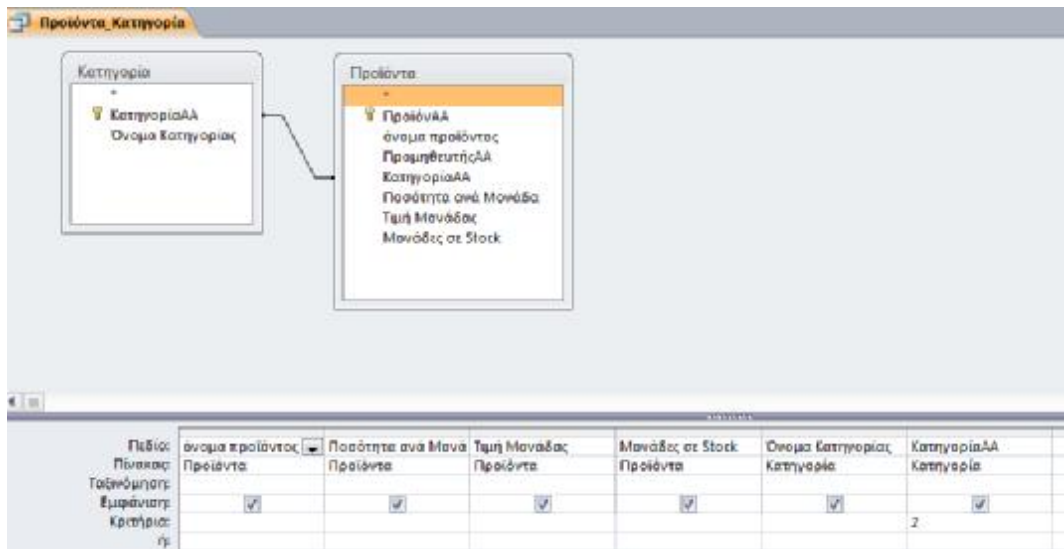 Προϊόντα_Κατηγορία
Κατηγορία
*
ΚατηγορίαΑΑ
Όνομα Κατηγορίας
Προϊόντα
*
ΠροϊόνΑΑ
όνομα προϊόντος
ΠρομηθευτήςΑΑ
ΚατηγορίαΑΑ
Ποσότητα ανά Μονάδα
Τιμή Μονάδας
Μονάδες σε Stock
Πεδίο: όνομα προϊόντος Ποσότητα ανά Μονά Τιμή Μονάδας Μονάδες σε Stock Όνομα Κατηγορίας ΚατηγορίαΑΑ
Πίνακας: Προϊόντα Προϊόντα Προϊόντα Προϊόντα Κατηγορία Κατηγορία
Ταξινόμηση:
Εμφάνιση:
Κριτήρια: 2
ή: